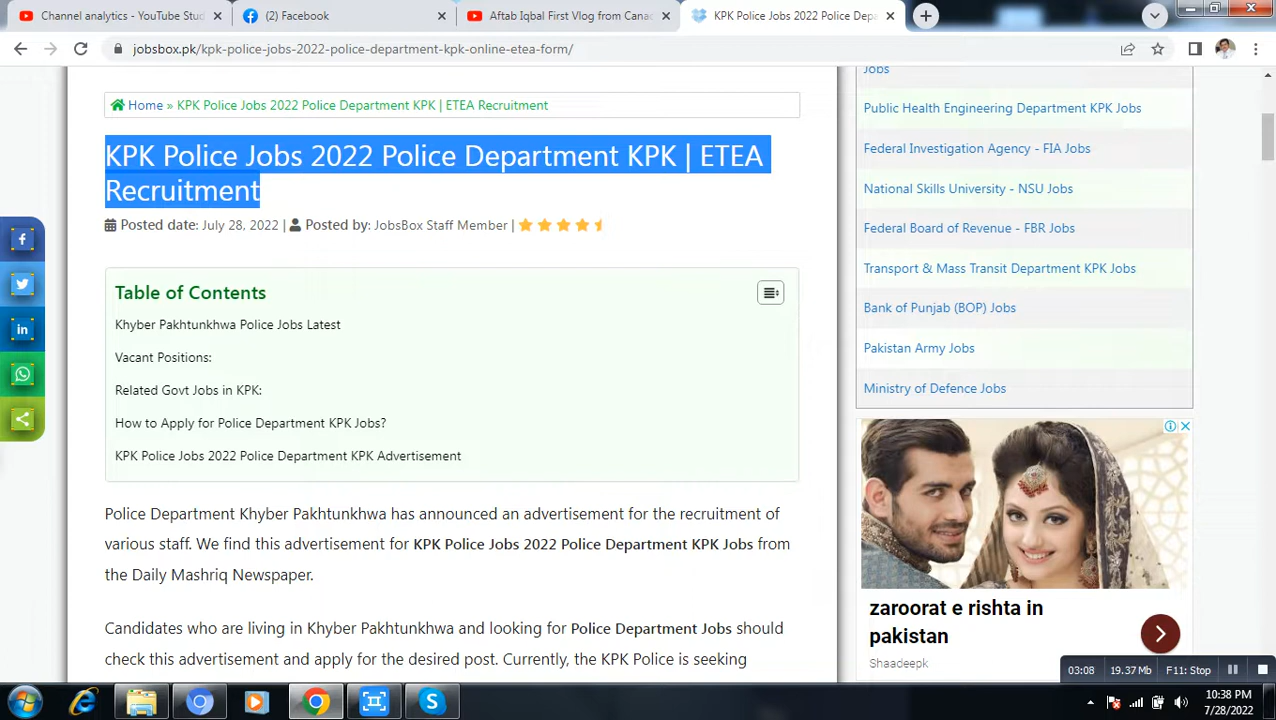 Channel analytics - YouTube Stud
(2) Facebook
Aftab Iqbal First Vlog from Cana
KPK Police Jobs 2022 Police Dep
jobsbox.pk/kpk-police-jobs-2022-police-department-kpk-online-etea-form/
Home » KPK Police Jobs 2022 Police Department KPK | ETEA Recruitment
KPK Police Jobs 2022 Police Department KPK | ETEA
Recruitment
Posted date: July 28, 2022 | Posted by: JobsBox Staff Member |
Table of Contents
Khyber Pakhtunkhwa Police Jobs Latest
Vacant Positions:
Related Govt Jobs in KPK:
How to Apply for Police Department KPK Jobs?
KPK Police Jobs 2022 Police Department KPK Advertisement
Police Department Khyber Pakhtunkhwa has announced an advertisement for the recruitment of
various staff. We find this advertisement for KPK Police Jobs 2022 Police Department KPK Jobs from
the Daily Mashriq Newspaper.
Candidates who are living in Khyber Pakhtunkhwa and looking for Police Department Jobs should
check this advertisement and apply for the desired post. Currently, the KPK Police is seeking
Jobs
Public Health Engineering Department KPK Jobs
Federal Investigation Agency - FIA Jobs
National Skills University - NSU Jobs
Federal Board of Revenue - FBR Jobs
Transport & Mass Transit Department KPK Jobs
Bank of Punjab (BOP) Jobs
Pakistan Army Jobs
Ministry of Defence Jobs
zaroorat e rishta in
pakistan
Shaadeepk
03:08 19.37 Mb F11: Stop
10:38 PM
7/28/2022